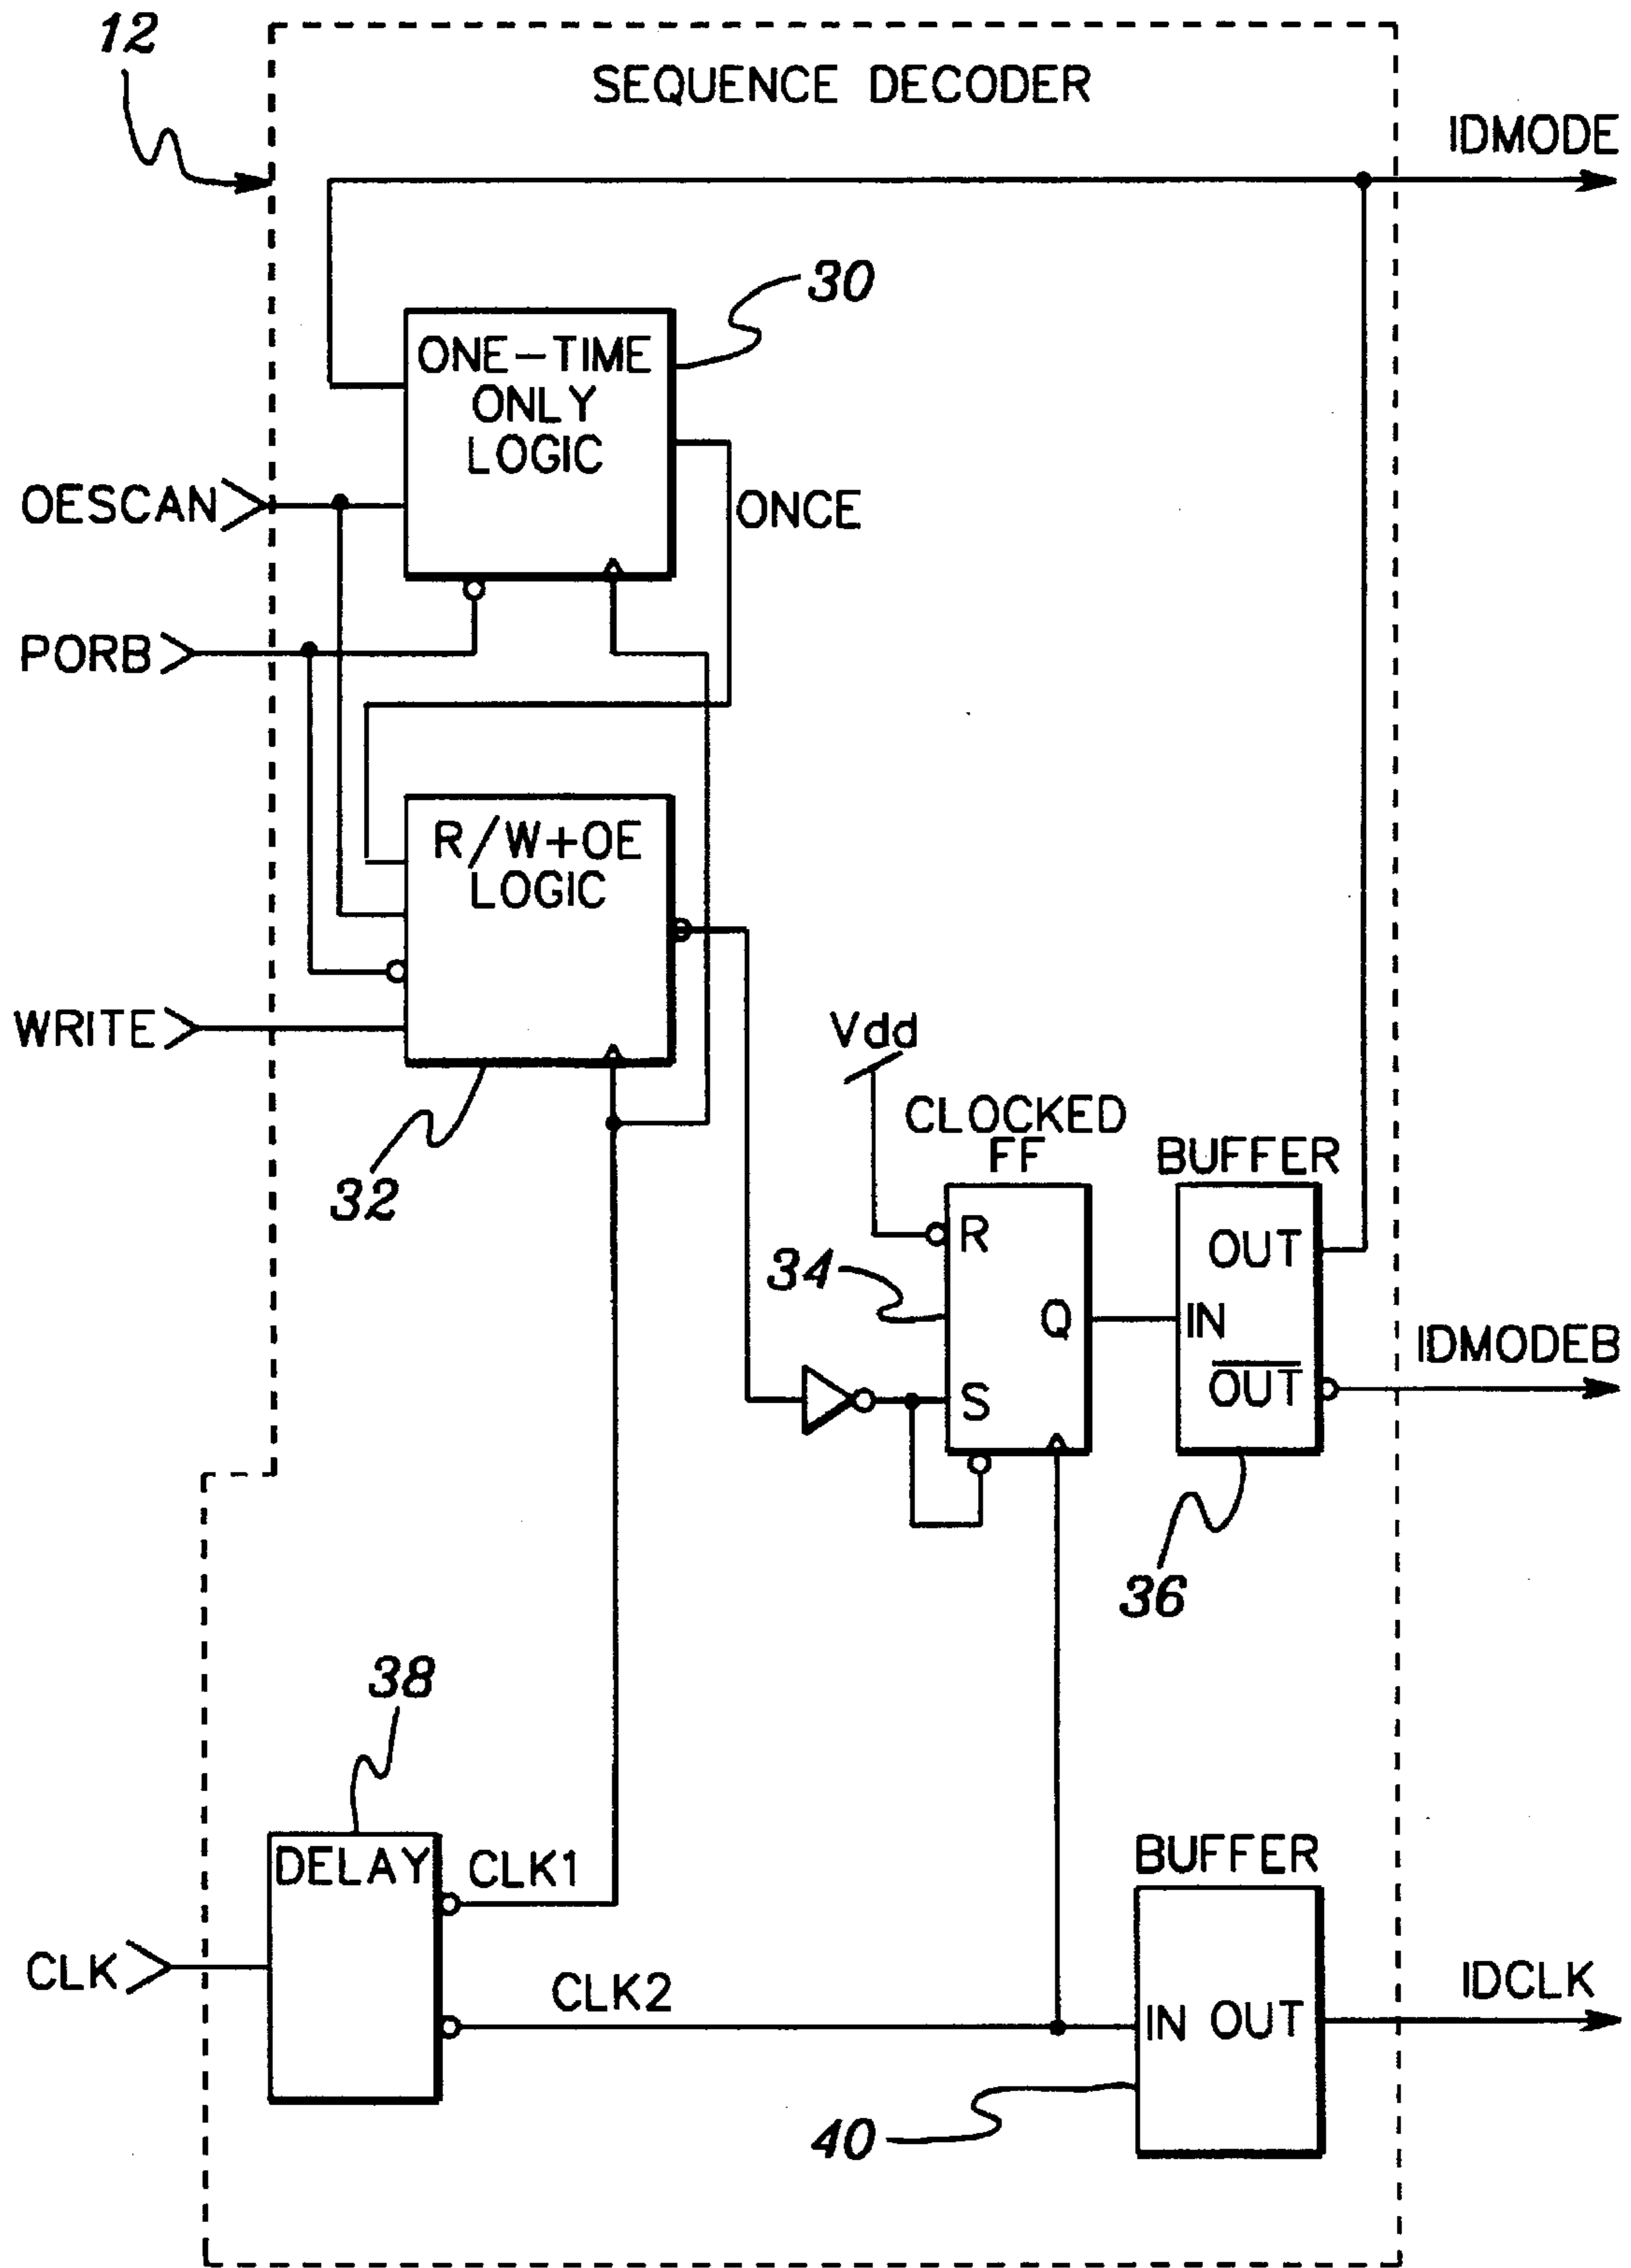 12
SEQUENCE DECODER
IDMODE
30
ONE-TIME
ONLY
LOGIC
OESCAN
ONCE
PORB
R/W+OE
LOGIC
WRITE
Vdd
32
CLOCKED
FF
BUFFER
R
OUT
34
Q
IN
IDMODEB
OUT
S
36
38
DELAY
CLK1
BUFFER
CLK
CLK2
IDCLK
IN OUT
40